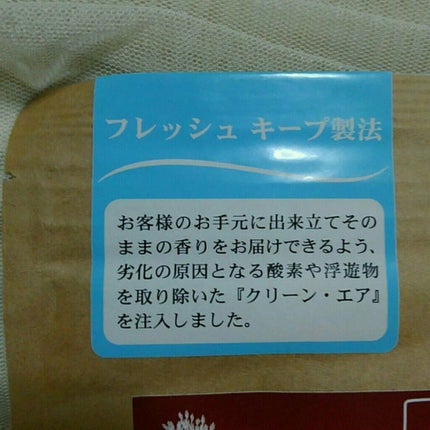 フレッシュ キープ製法
お客様のお手元に出来立てその
ままの香りをお届けできるよう、
劣化の原因となる酸素や浮遊物
を取り除いた『クリーン・エア』
を注入しました。